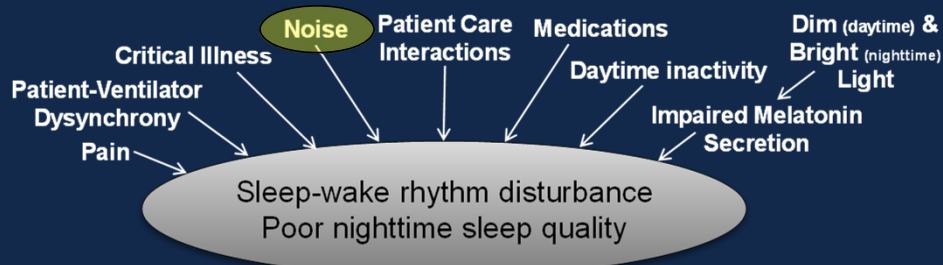 Noise
Patient Care
Interactions
Medications
Dim (daytime) &
Bright (nighttime)
Light
Critical Illness
Daytime inactivity
Patient-Ventilator
Dysynchrony
Impaired Melatonin
Secretion
Pain
Sleep-wake rhythm disturbance
Poor nighttime sleep quality